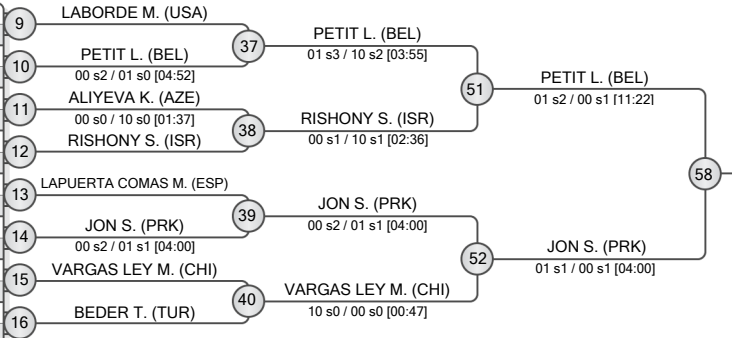 9
LABORDE M. (USA)
10
PETIT L. (BEL)
00 s2 / 01 s0 [04:52]
11
ALIYEVA K. (AZE)
00 s0 / 10 s0 [01:37]
12
RISHONY S. (ISR)
13
LAPUERTA COMAS M. (ESP)
14
JON S. (PRK)
00 s2 / 01 s1 [04:00]
15
VARGAS LEY M. (CHI)
16
BEDER T. (TUR)
37
PETIT L. (BEL)
01 s3 / 10 s2 [03:55]
38
RISHONY S. (ISR)
00 s1 / 10 s1 [02:36]
39
JON S. (PRK)
00 s2 / 01 s1 [04:00]
40
VARGAS LEY M. (CHI)
10 s0 / 00 s0 [00:47]
51
PETIT L. (BEL)
01 s2 / 00 s1 [11:22]
52
JON S. (PRK)
01 s1 / 00 s1 [04:00]
58